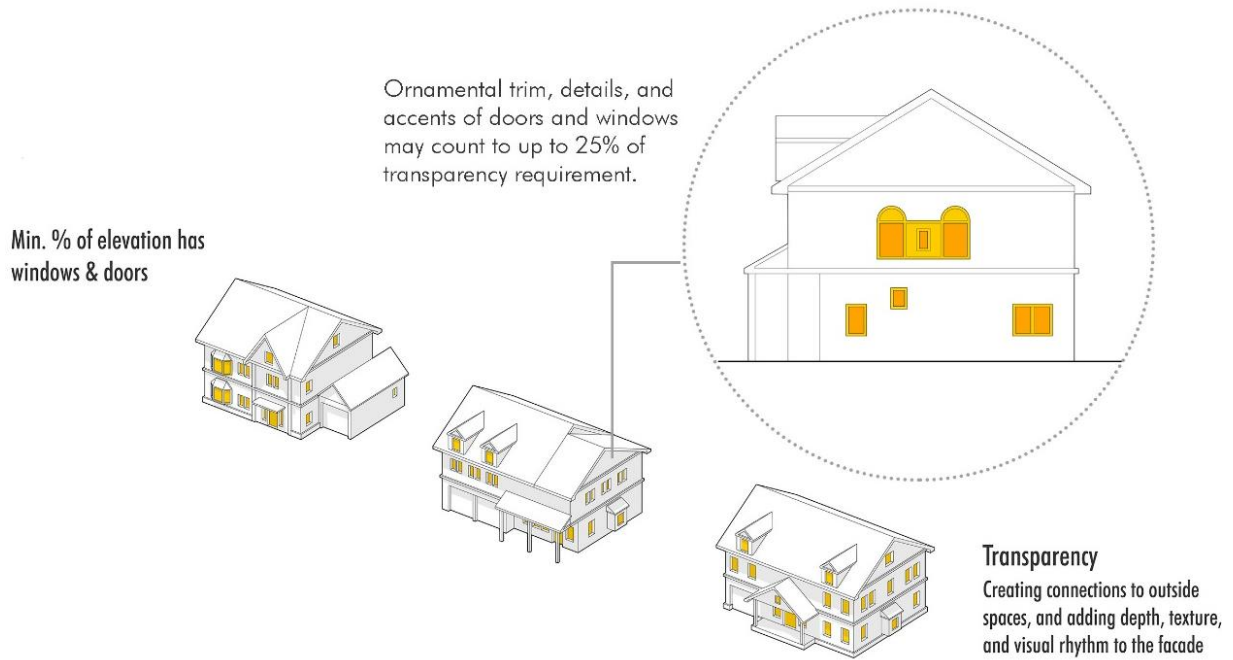 Ornamental trim, details, and
accents of doors and windows
may count to up to 25% of
transparency requirement.
Min. % of elevation has
windows & doors
Transparency
Creating connections to outside
spaces, and adding depth, texture,
and visual rhythm to the facade